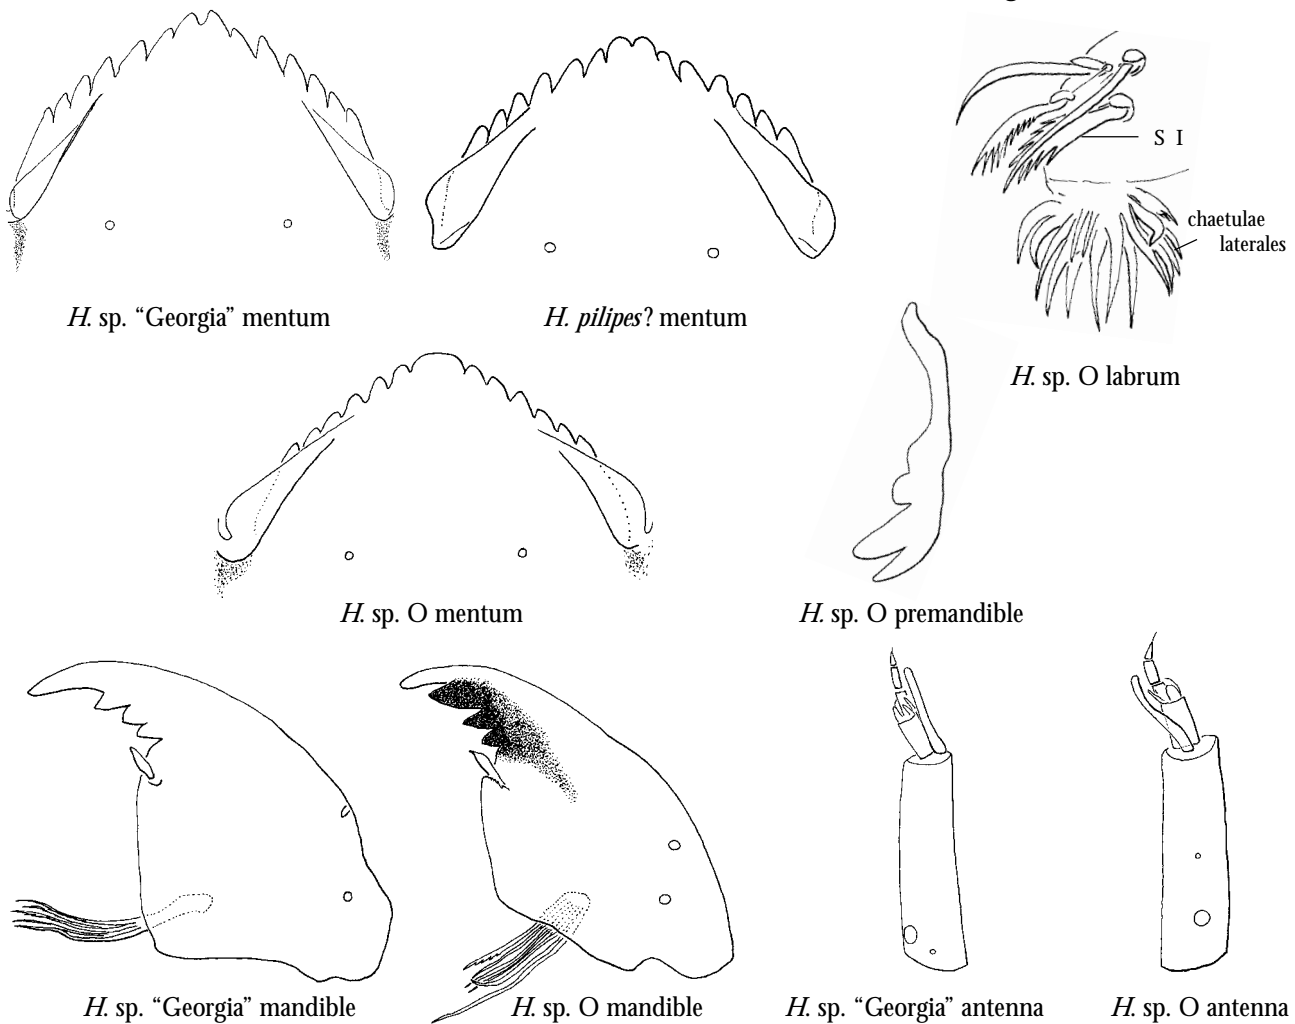 S I
chaetulae
laterales
H. sp. “Georgia” mentum
H. pilipes? mentum
H. sp. O labrum
H. sp. O mentum
H. sp. O premandible
H. sp. “Georgia” mandible
H. sp. O mandible
H. sp. “Georgia” antenna
H. sp. O antenna